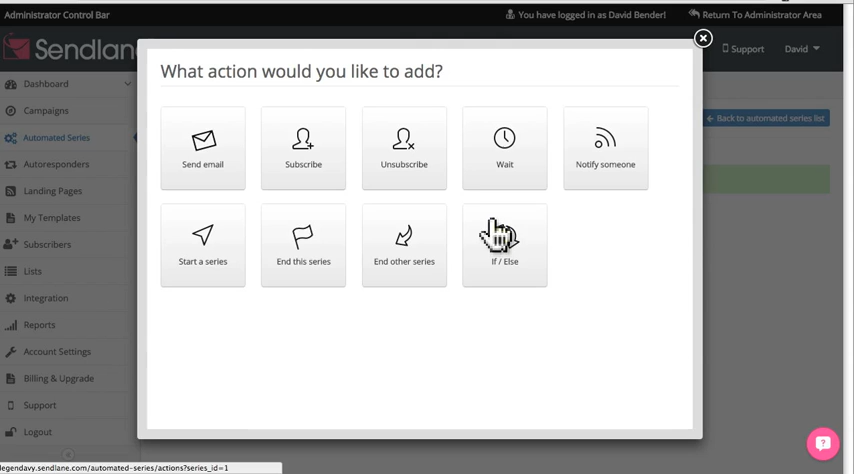 Administrator Control Bar
You have logged in as David Bender!
Return To Administrator Area
Sendlane
Support
David
What action would you like to add?
Dashboard
Campaigns
Automated Series
Autoresponders
Landing Pages
My Templates
Subscribers
Lists
Integration
Reports
Account Settings
Billing & Upgrade
Support
Logout
Send email
Subscribe
Unsubscribe
Wait
Notify someone
Start a series
End this series
End other series
If / Else
Back to automated series list
legendavy.sendlane.com/automated-series/actions?series_id=1